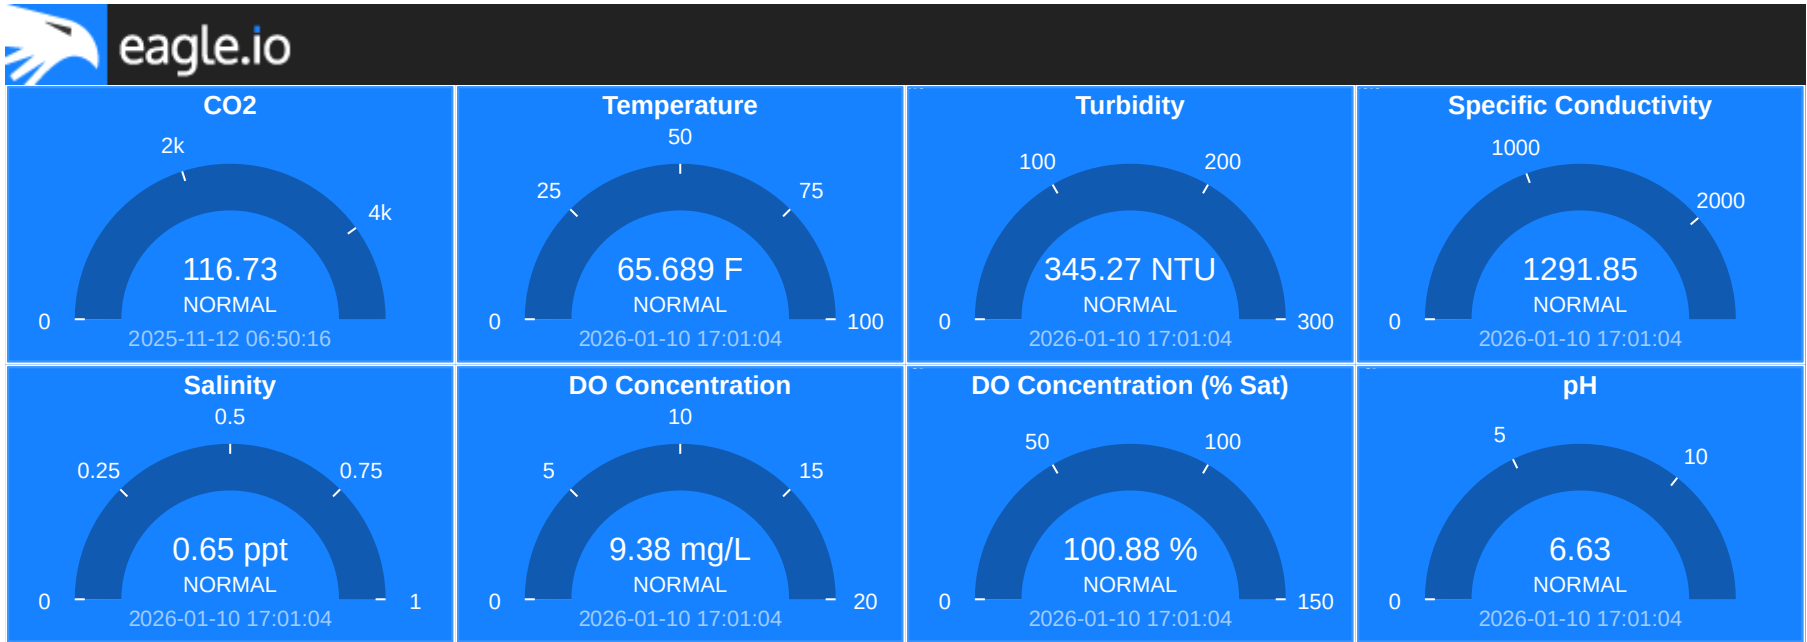 eagle.io
CO2
2k
4k
116.73
NORMAL
0
2025-11-12 06:50:16
Temperature
50
25
75
65.689 F
NORMAL
0
100
2026-01-10 17:01:04
Turbidity
100
200
345.27 NTU
NORMAL
0
300
2026-01-10 17:01:04
Specific Conductivity
1000
2000
1291.85
NORMAL
0
2026-01-10 17:01:04
Salinity
0.5
0.25
0.75
0.65 ppt
NORMAL
0
1
2026-01-10 17:01:04
DO Concentration
10
5
15
9.38 mg/L
NORMAL
0
20
2026-01-10 17:01:04
DO Concentration (% Sat)
50
100
100.88 %
NORMAL
0
150
2026-01-10 17:01:04
pH
5
10
6.63
NORMAL
0
2026-01-10 17:01:04